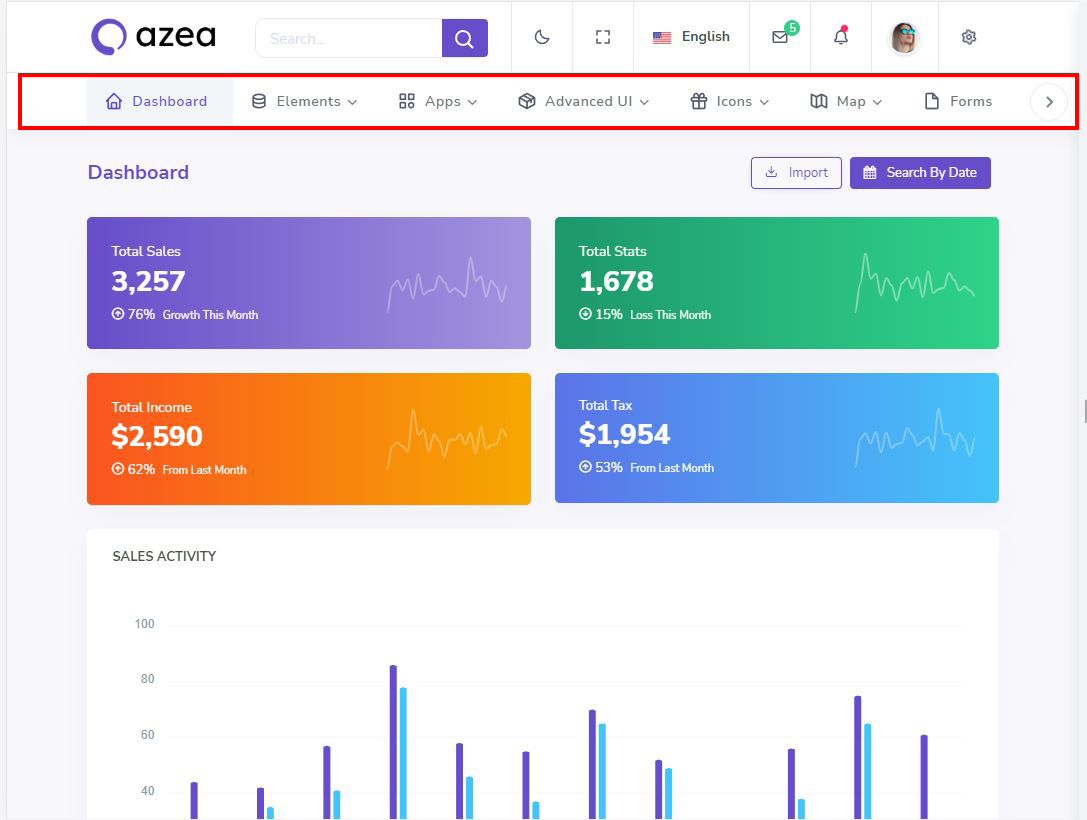 azea
Search...
English
5
Dashboard
Elements
Apps
Advanced UI
Icons
Map
Forms
Dashboard
Import
Search By Date
Total Sales
3,257
76% Growth This Month
Total Stats
1,678
15% Loss This Month
Total Income
$2,590
62% From Last Month
Total Tax
$1,954
53% From Last Month
SALES ACTIVITY
100
80
60
40